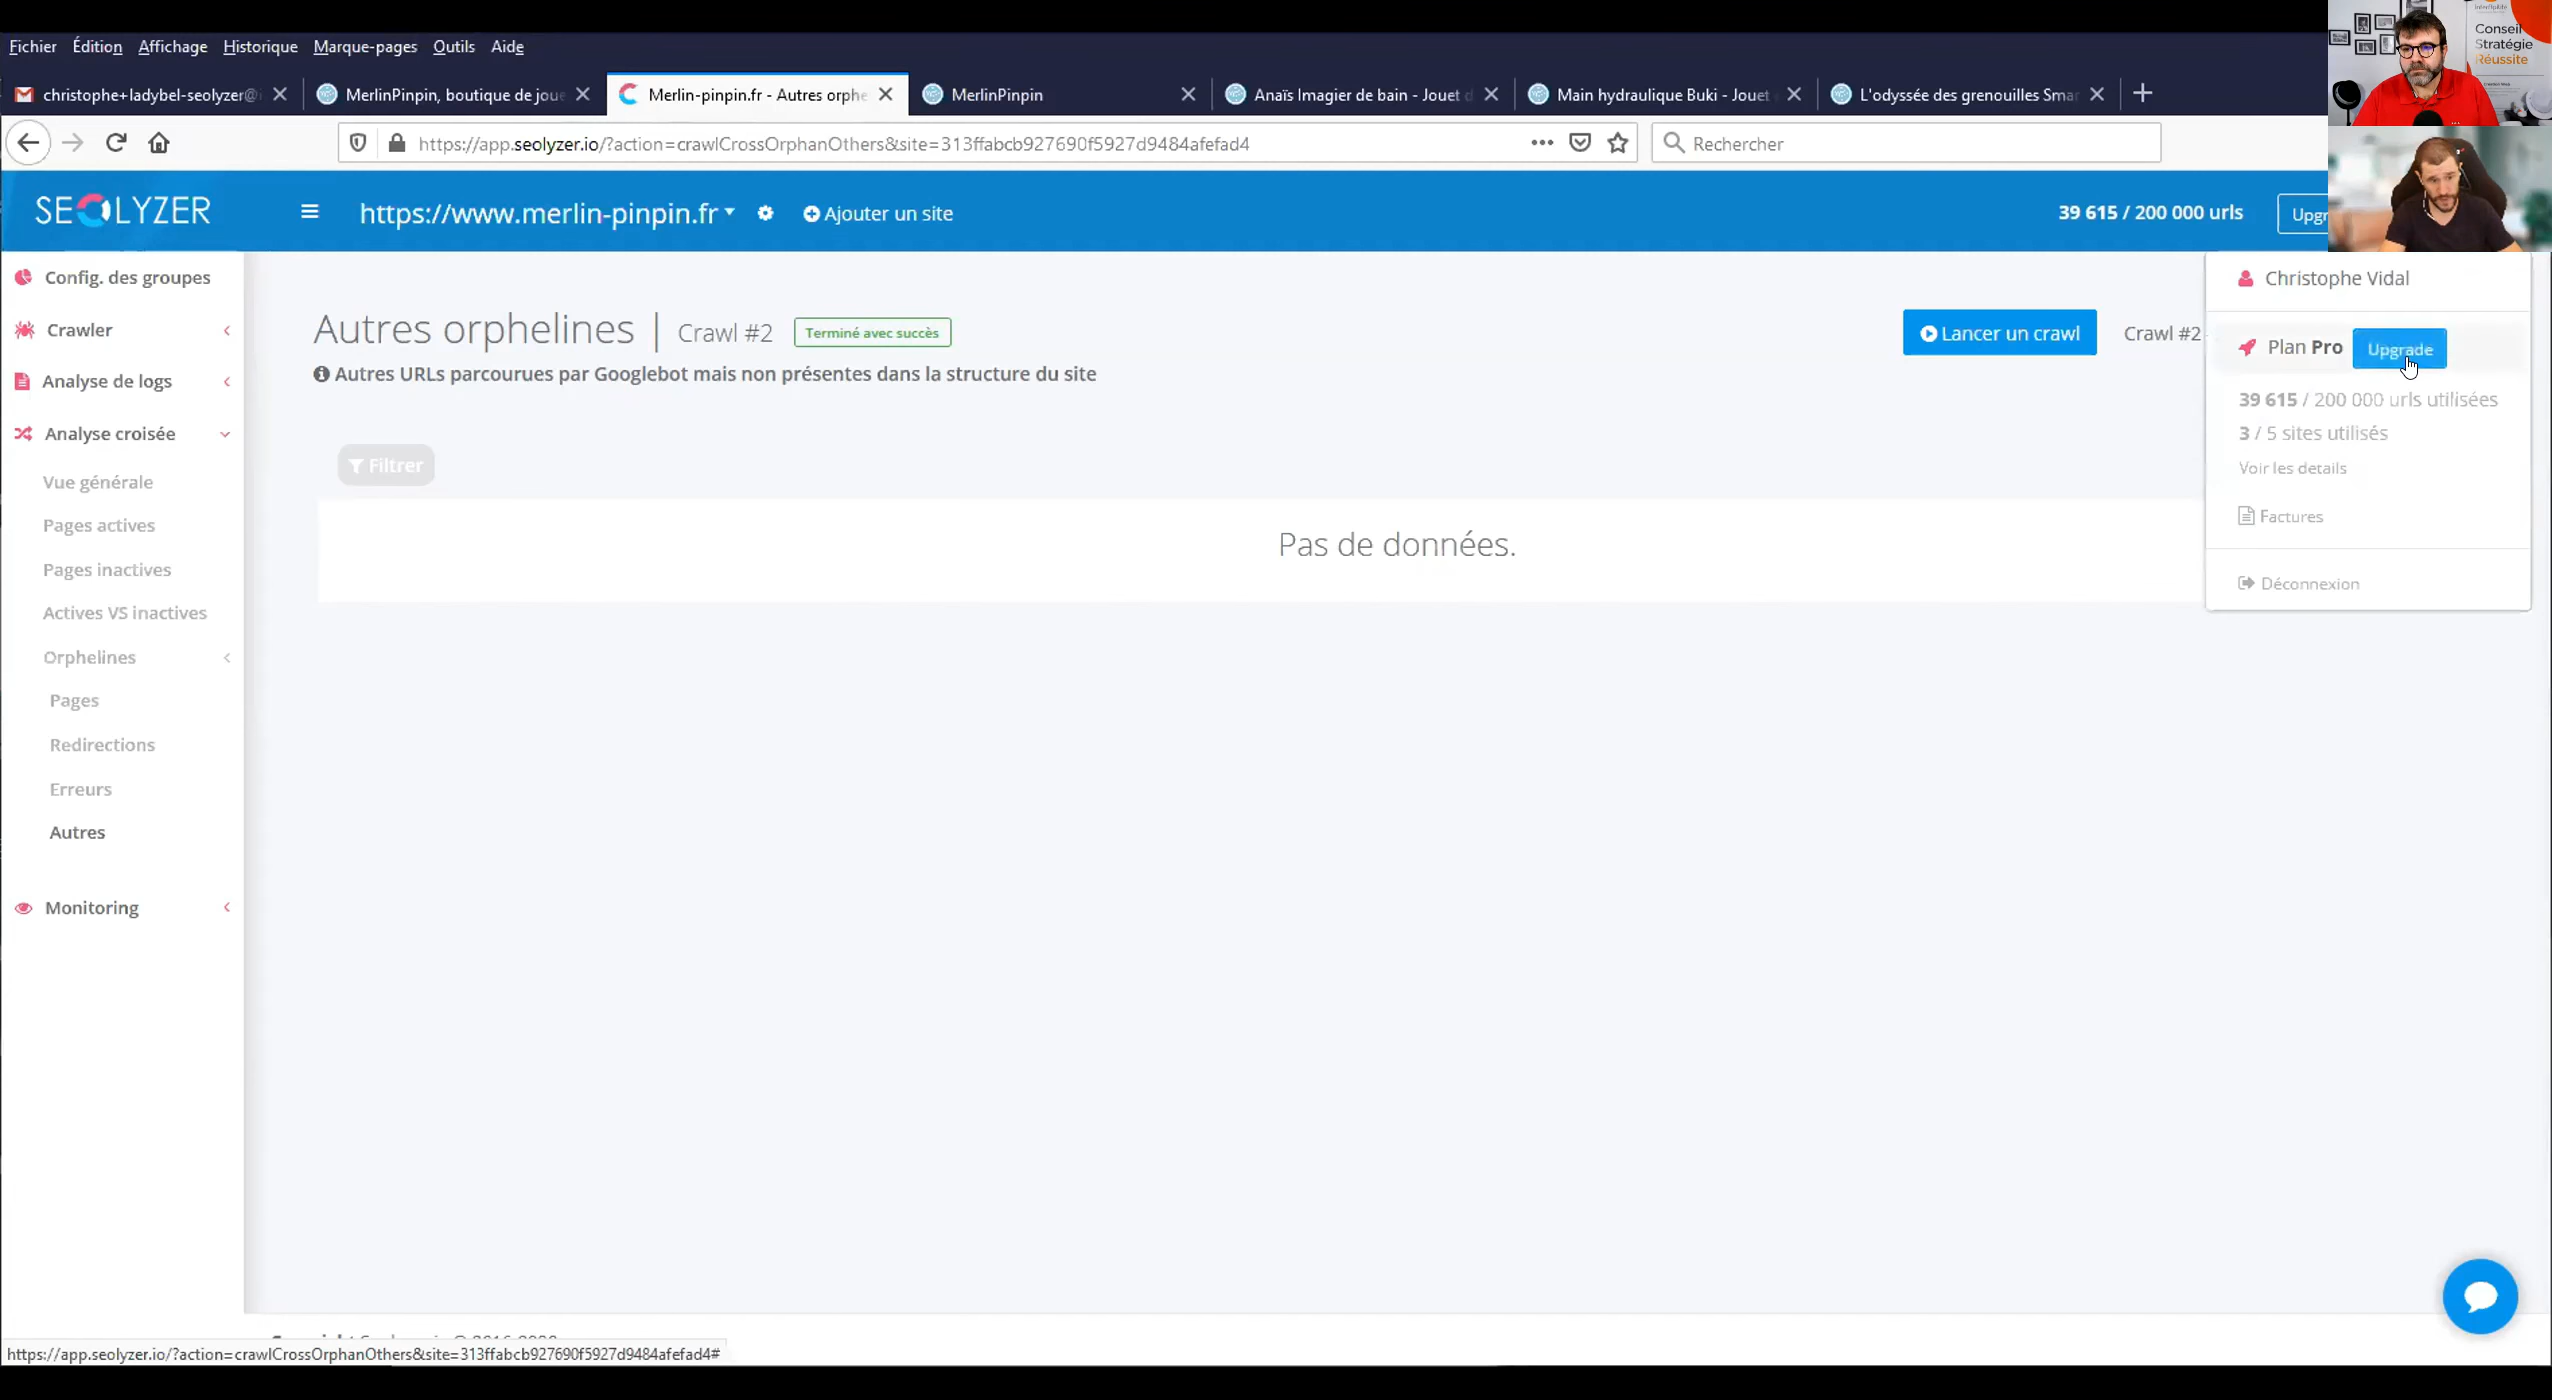 Fichier Édition Affichage Historique Marque-pages Outils Aide
Conseil
Stratégie
Réussite
christophe+ladybel-seolyzer@
MerlinPinpin, boutique de joue
Merlin-pinpin.fr - Autres orphe
MerlinPinpin
Anaïs Imagier de bain - Jouet d
Main hydraulique Buki - Jouet
L'odyssée des grenouilles Smar
https://app.seolyzer.io/?action=crawlCrossOrphanOthers&site=313ffabcb927690f5927d9484afefad4
Rechercher
SEOLYZER
https://www.merlin-pinpin.fr
Ajouter un site
39 615 / 200 000 urls
Upgr
Config. des groupes
Crawler
Analyse de logs
Analyse croisée
Vue générale
Pages actives
Pages inactives
Actives VS inactives
Orphelines
Pages
Redirections
Erreurs
Autres
Monitoring
Autres orphelines | Crawl #2 Terminé avec succès
Autres URLs parcourues par Googlebot mais non présentes dans la structure du site
Lancer un crawl
Crawl #2
Filtrer
Pas de données.
Christophe Vidal
Plan Pro Upgrade
39 615 / 200 000 urls utilisées
3 / 5 sites utilisés
Voir les details
Factures
Déconnexion
https://app.seolyzer.io/?action=crawlCrossOrphanOthers&site=313ffabcb927690f5927d9484afefad4#